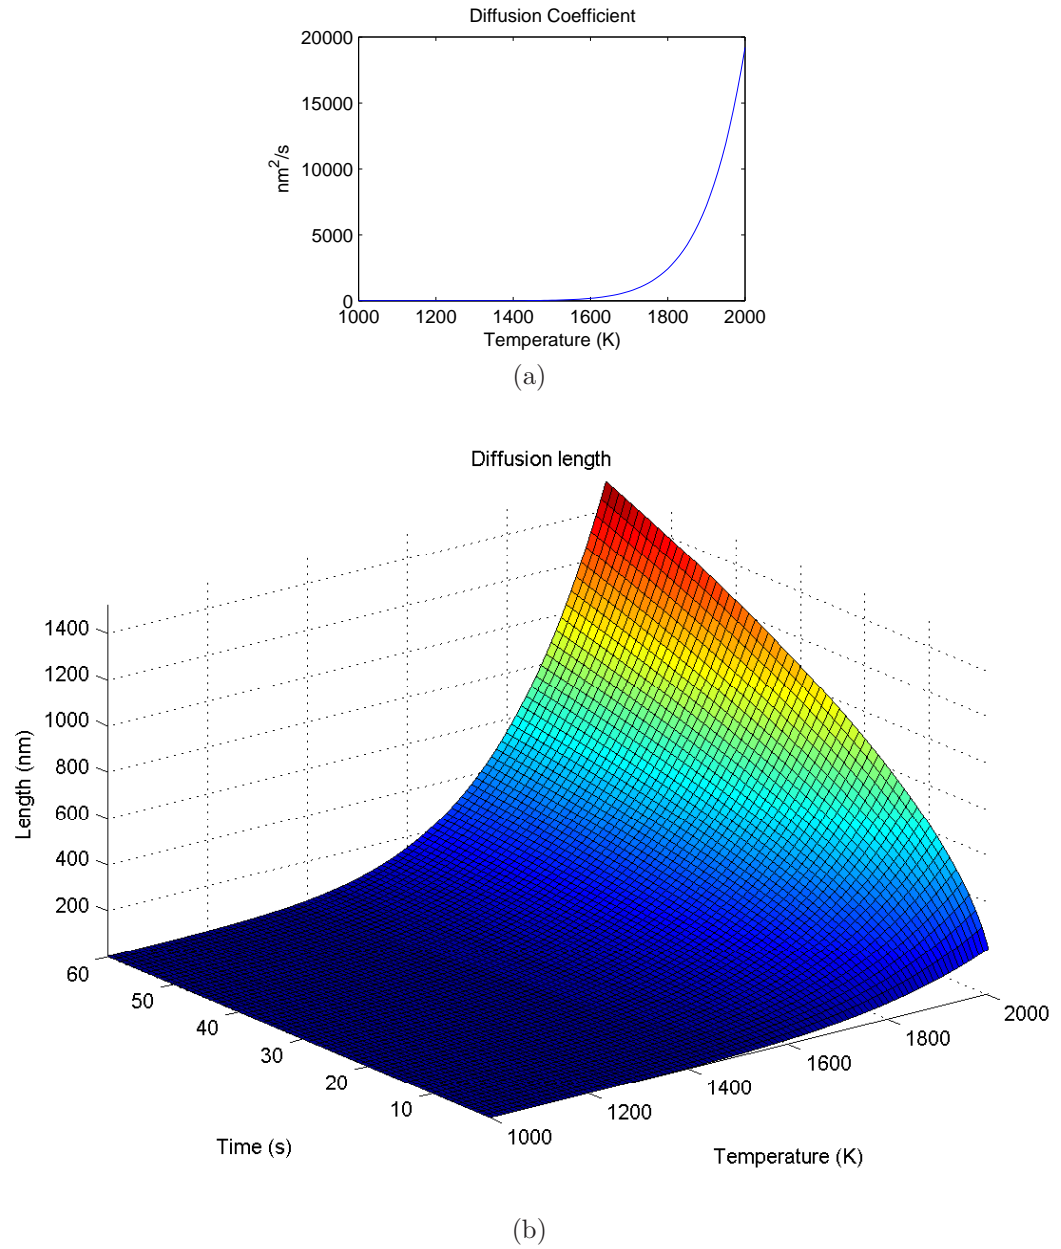 Diffusion Coefficient
20000
15000
10000
5000
0
nm²/s
1000 1200 1400 1600 1800 2000
Temperature (K)
(a)
Diffusion length
1400
1200
1000
800
600
400
200
Length (nm)
60
50
40
30
20
10
Time (s)
1000
1200
1400
1600
1800
2000
Temperature (K)
(b)